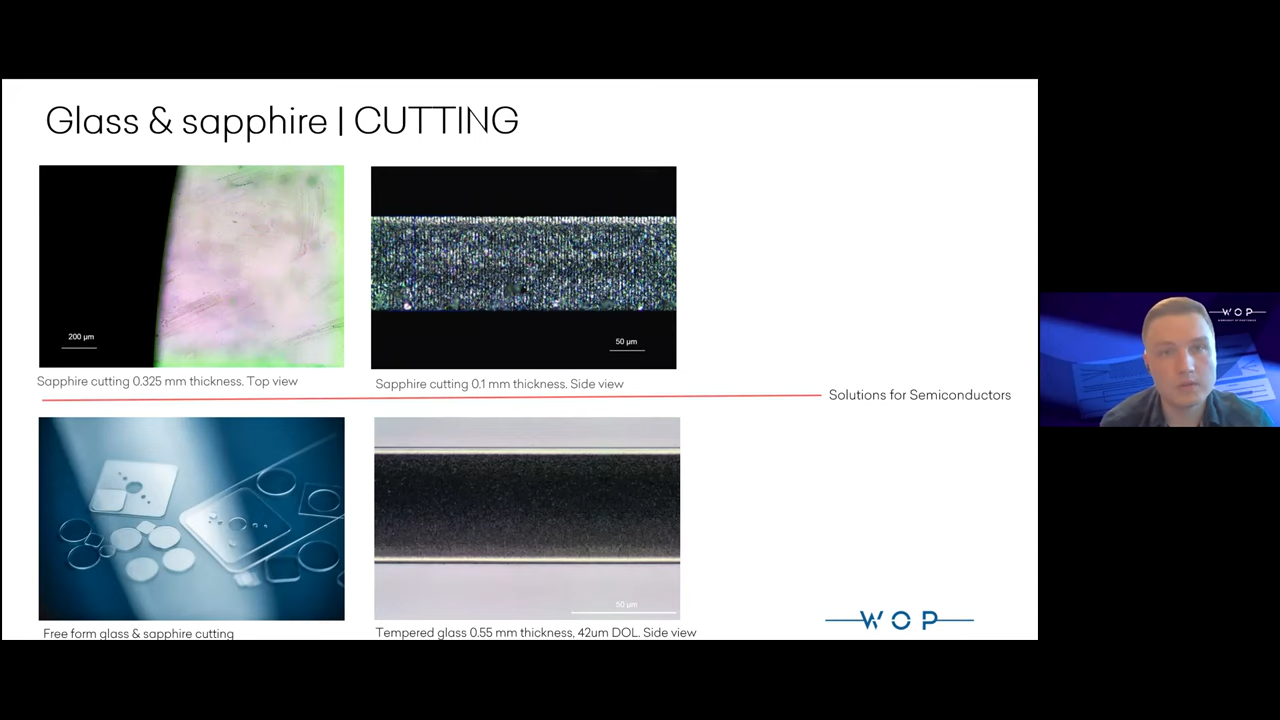 Glass & sapphire | CUTTING
200 µm
50 µm
Sapphire cutting 0.325 mm thickness. Top view
Sapphire cutting 0.1 mm thickness. Side view
Solutions for Semiconductors
50 µm
Free form glass & sapphire cutting
Tempered glass 0.55 mm thickness, 42um DOL. Side view
WOP
WOP